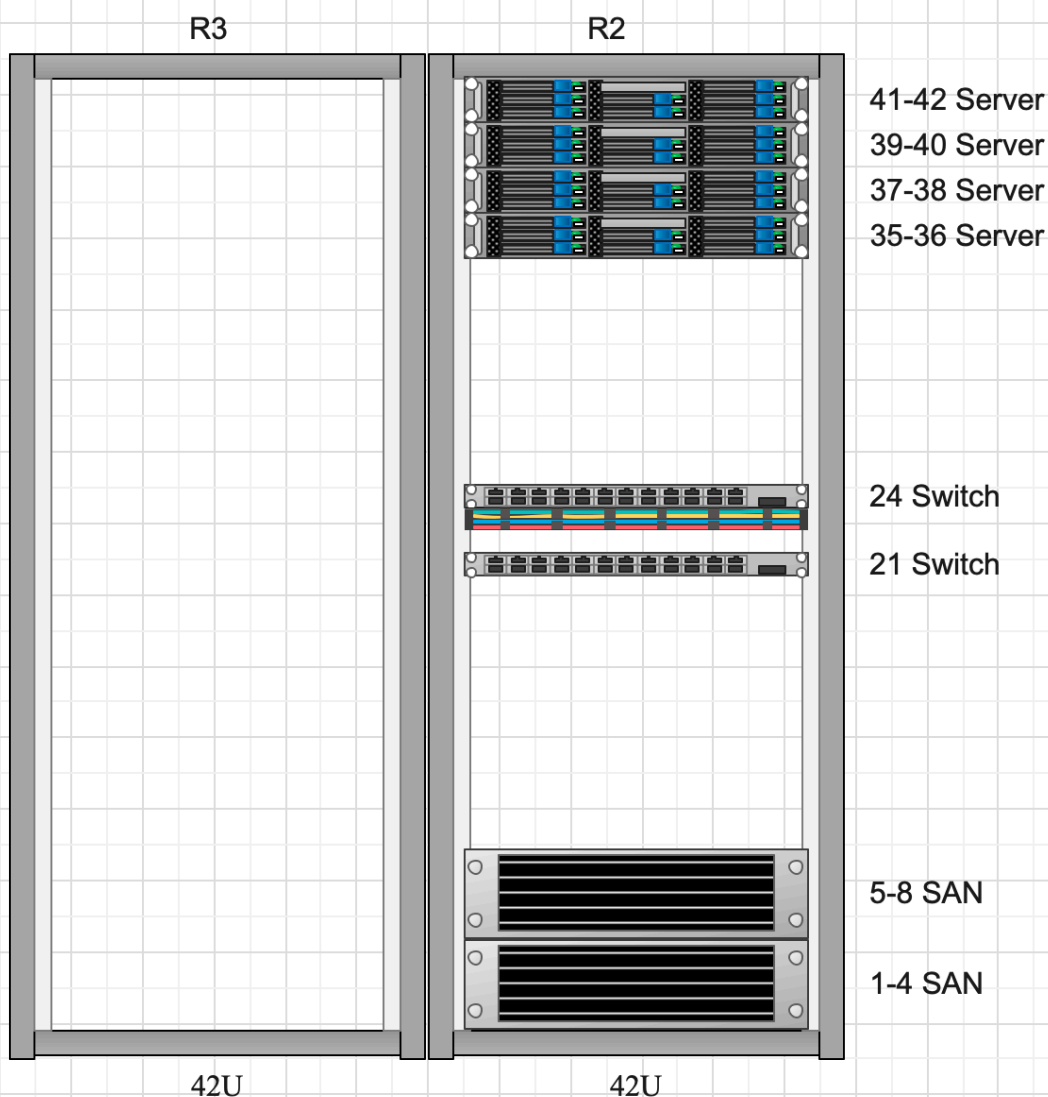 R3
R2
41-42 Server
39-40 Server
37-38 Server
35-36 Server
24 Switch
21 Switch
5-8 SAN
1-4 SAN
42U
42U